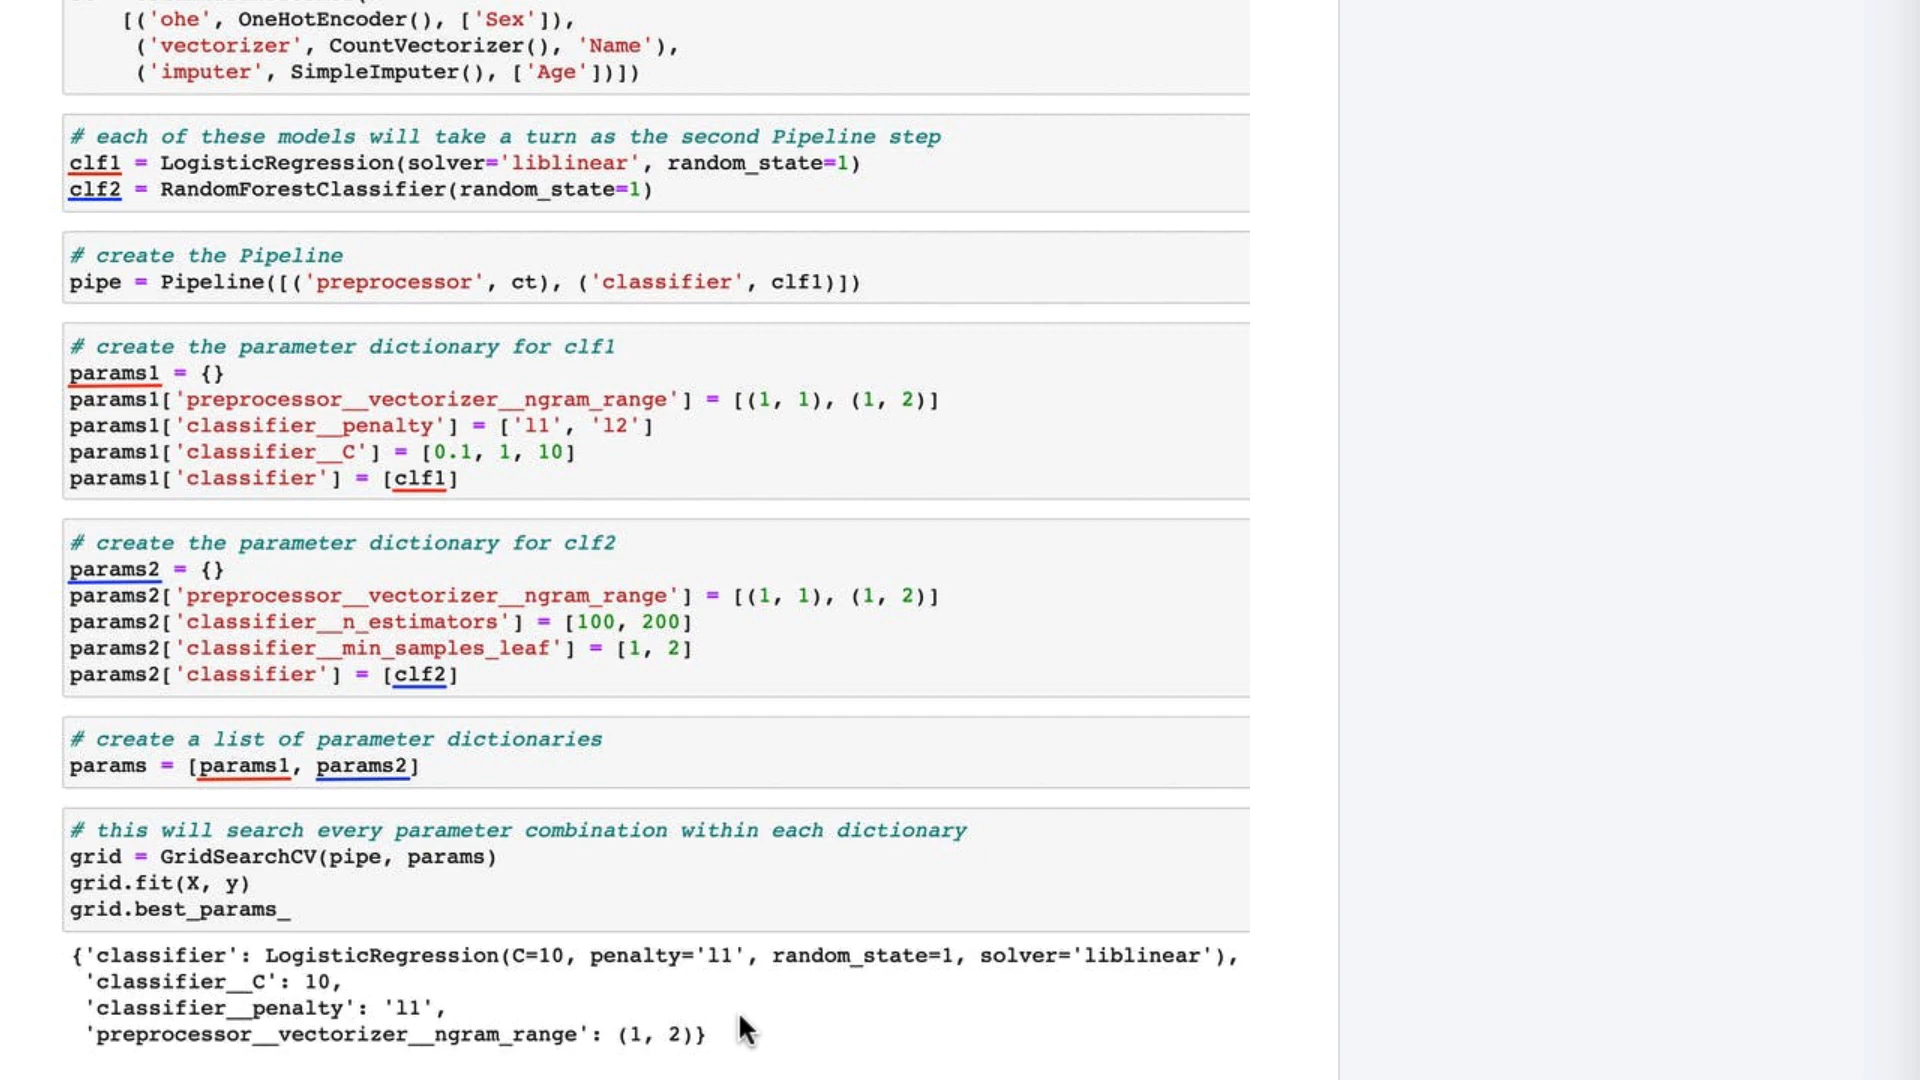 [('ohe', OneHotEncoder(), ['Sex']),
('vectorizer', CountVectorizer(), 'Name'),
('imputer', SimpleImputer(), ['Age'])])
# each of these models will take a turn as the second Pipeline step
clf1 = LogisticRegression(solver='liblinear', random_state=1)
clf2 = RandomForestClassifier(random_state=1)
# create the Pipeline
pipe = Pipeline([('preprocessor', ct), ('classifier', clf1)])
# create the parameter dictionary for clf1
params1 = {}
params1['preprocessor__vectorizer__ngram_range'] = [(1, 1), (1, 2)]
params1['classifier__penalty'] = ['l1', 'l2']
params1['classifier__C'] = [0.1, 1, 10]
params1['classifier'] = [clf1]
# create the parameter dictionary for clf2
params2 = {}
params2['preprocessor__vectorizer__ngram_range'] = [(1, 1), (1, 2)]
params2['classifier__n_estimators'] = [100, 200]
params2['classifier__min_samples_leaf'] = [1, 2]
params2['classifier'] = [clf2]
# create a list of parameter dictionaries
params = [params1, params2]
# this will search every parameter combination within each dictionary
grid = GridSearchCV(pipe, params)
grid.fit(X, y)
grid.best_params_
{'classifier': LogisticRegression(C=10, penalty='l1', random_state=1, solver='liblinear'),
'classifier__C': 10,
'classifier__penalty': 'l1',
'preprocessor__vectorizer__ngram_range': (1, 2)}